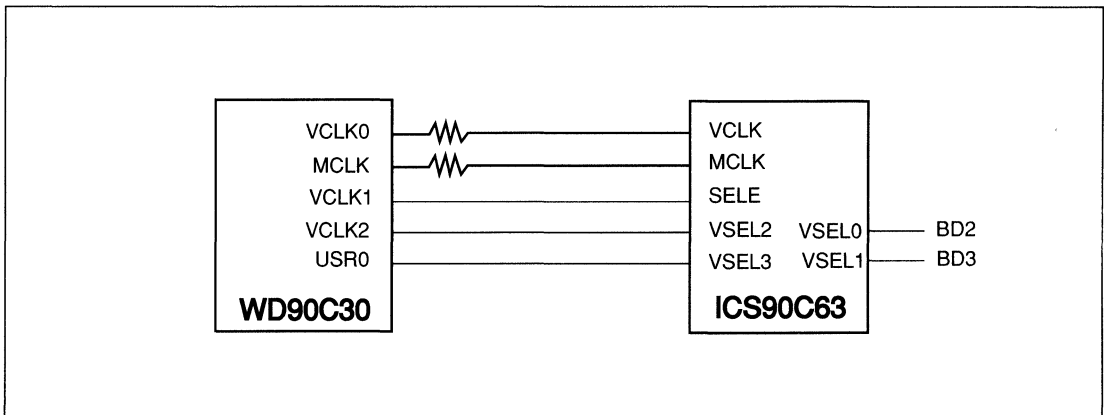 VCLK0 VCLK
MCLK MCLK
VCLK1 SELE
VCLK2 VSEL2 VSEL0 BD2
USR0 VSEL3 VSEL1 BD3
WD90C30 ICS90C63